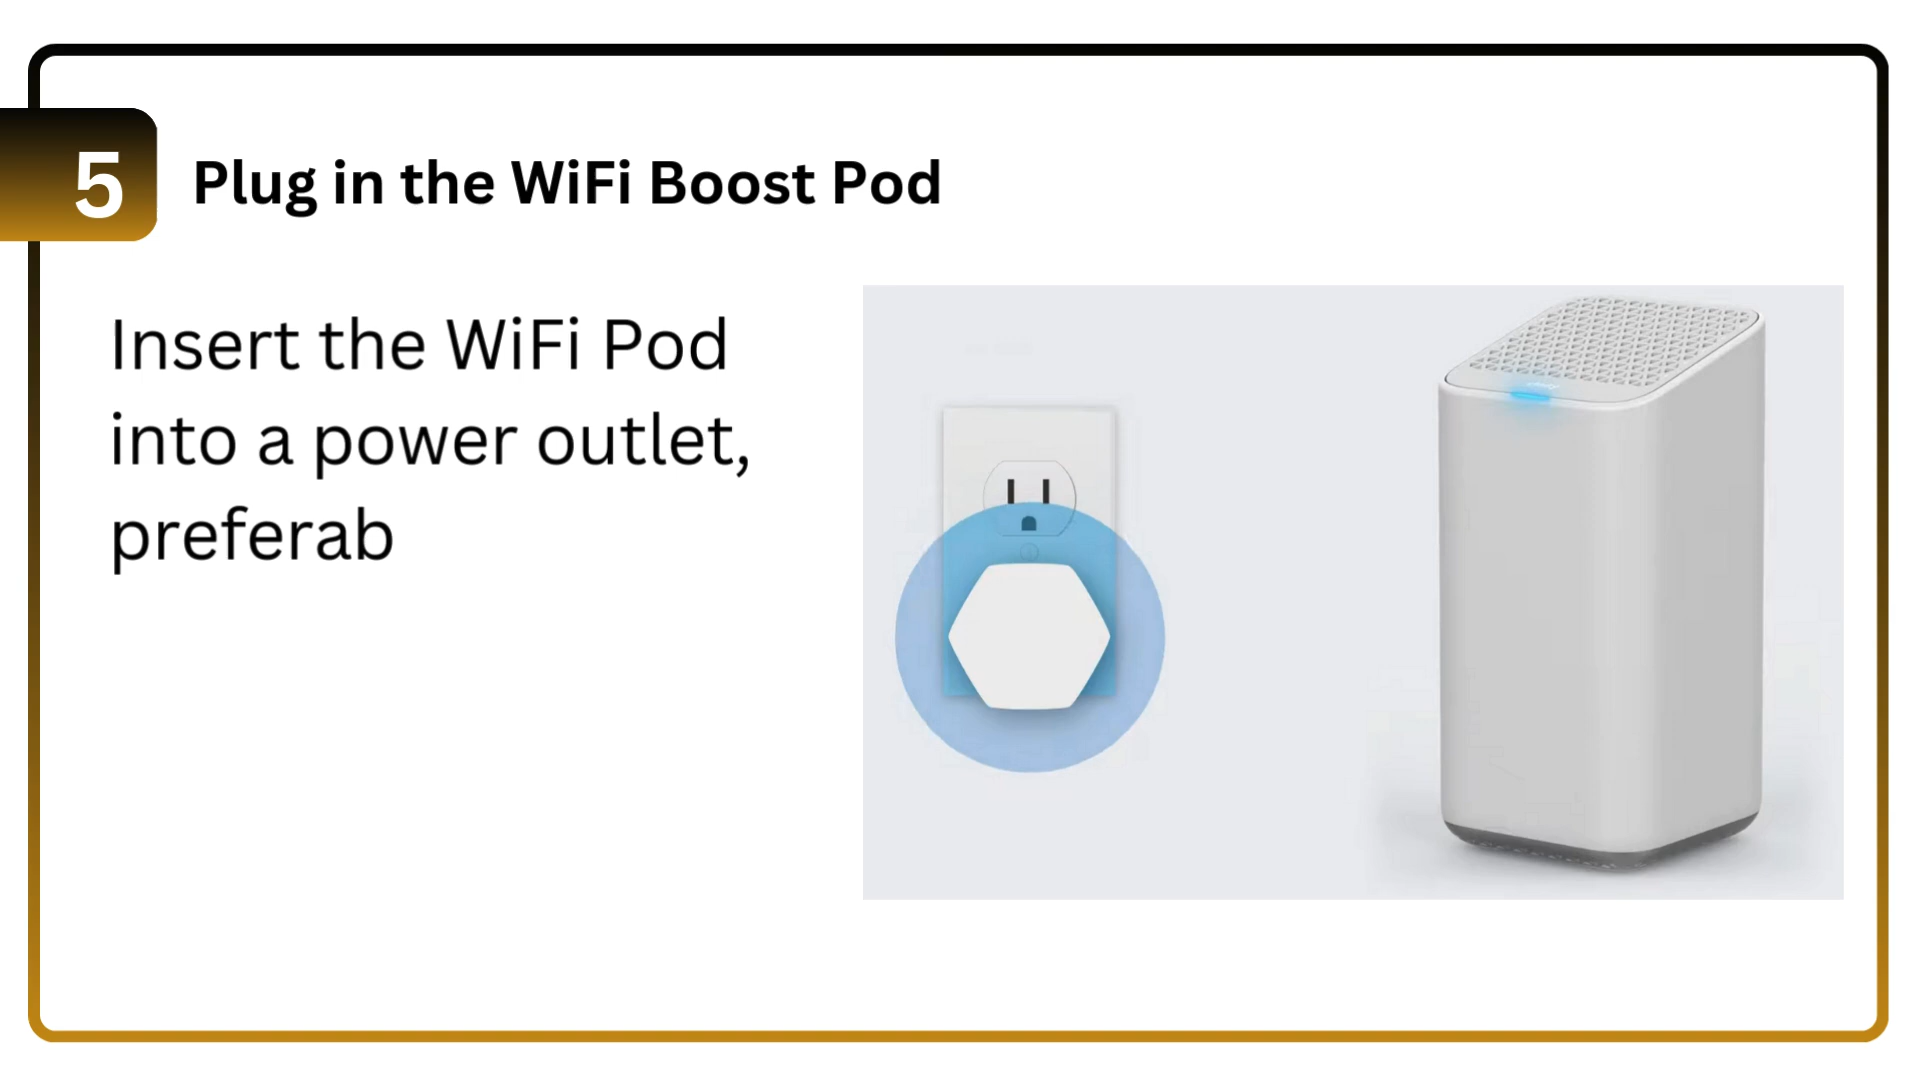 5
Plug in the WiFi Boost Pod
Insert the WiFi Pod
into a power outlet,
preferab